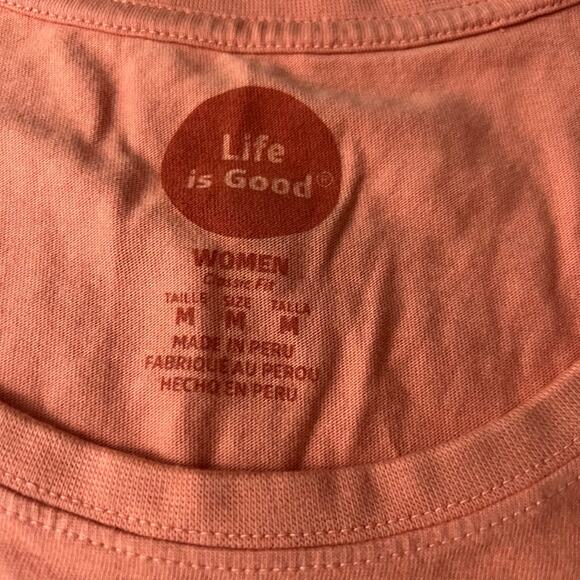 Life
is Good®
WOMEN
Classic Fit
TAILLE SIZE TALLA
M M M
MADE IN PERU
FABRIQUE AU PEROU
HECHO EN PERU